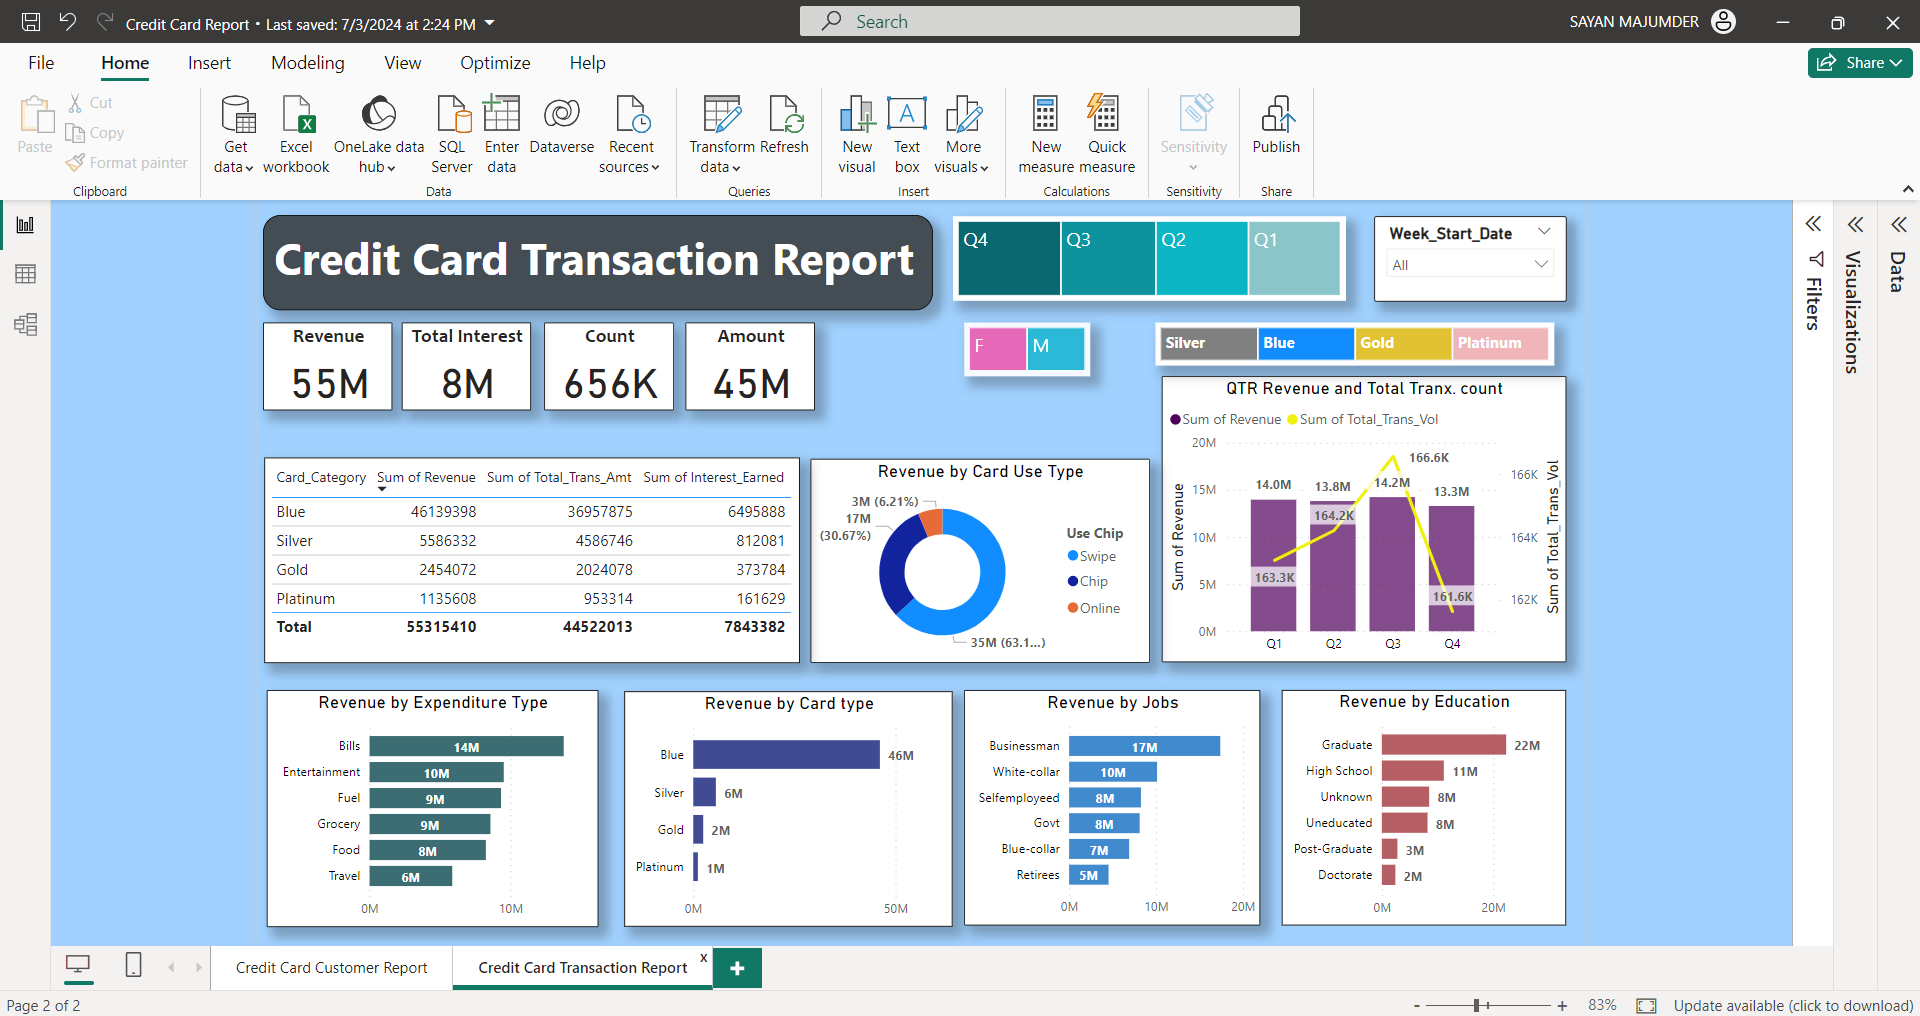 Credit Card Report • Last saved: 7/3/2024 at 2:24 PM
Search
SAYAN MAJUMDER
File Home Insert Modeling View Optimize Help
Share
Paste
Cut
Copy
Format painter
Clipboard
Get data
Excel workbook
OneLake data hub
SQL Server
Enter data
Dataverse
Recent sources
Data
Transform data
Refresh
Queries
New visual
Text box
More visuals
Insert
New measure
Quick measure
Calculations
Sensitivity
Sensitivity
Publish
Share
Credit Card Transaction Report
Q4 Q3 Q2 Q1
Week_Start_Date
All
Filters
Visualizations
Data
Revenue
55M
Total Interest
8M
Count
656K
Amount
45M
F M
Silver Blue Gold Platinum
Card_Category Sum of Revenue Sum of Total_Trans_Amt Sum of Interest_Earned
Blue 46139398 36957875 6495888
Silver 5586332 4586746 812081
Gold 2454072 2024078 373784
Platinum 1135608 953314 161629
Total 55315410 44522013 7843382
Revenue by Card Use Type
3M (6.21%)
17M
(30.67%)
35M (63.1...)
Use Chip
Swipe
Chip
Online
QTR Revenue and Total Tranx. count
Sum of Revenue Sum of Total_Trans_Vol
Sum of Revenue
20M
15M
10M
5M
0M
14.0M 13.8M 14.2M 13.3M
163.3K 164.2K 166.6K 161.6K
Q1 Q2 Q3 Q4
166K
164K
162K
Sum of Total_Trans_Vol
Revenue by Expenditure Type
Bills 14M
Entertainment 10M
Fuel 9M
Grocery 9M
Food 8M
Travel 6M
0M 10M
Revenue by Card type
Blue 46M
Silver 6M
Gold 2M
Platinum 1M
0M 50M
Revenue by Jobs
Businessman 17M
White-collar 10M
Selfemployeed 8M
Govt 8M
Blue-collar 7M
Retirees 5M
0M 10M 20M
Revenue by Education
Graduate 22M
High School 11M
Unknown 8M
Uneducated 8M
Post-Graduate 3M
Doctorate 2M
0M 20M
Credit Card Customer Report
Credit Card Transaction Report x
+
Page 2 of 2
- + 83%
Update available (click to download)